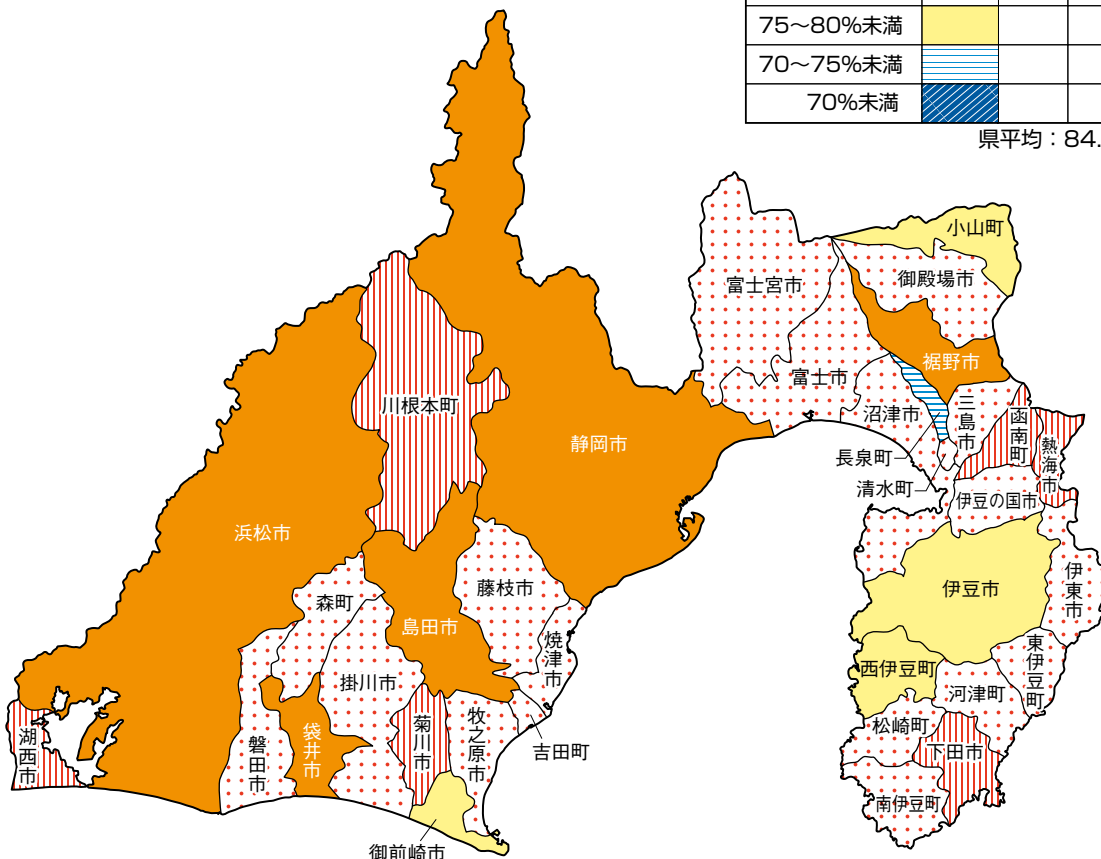 75～80%未満
70～75%未満
70%未満
県平均：84.
小山町
御殿場市
富士宮市
裾野市
富士市
沼津市
三島市
函南町
熱海市
長泉町
清水町
伊豆の国市
川根本町
静岡市
浜松市
伊豆市
伊東市
藤枝市
森町
島田市
焼津市
東伊豆町
西伊豆町
河津町
掛川市
松崎町
菊川市
牧之原市
吉田町
下田市
湖西市
磐田市
袋井市
南伊豆町
御前崎市